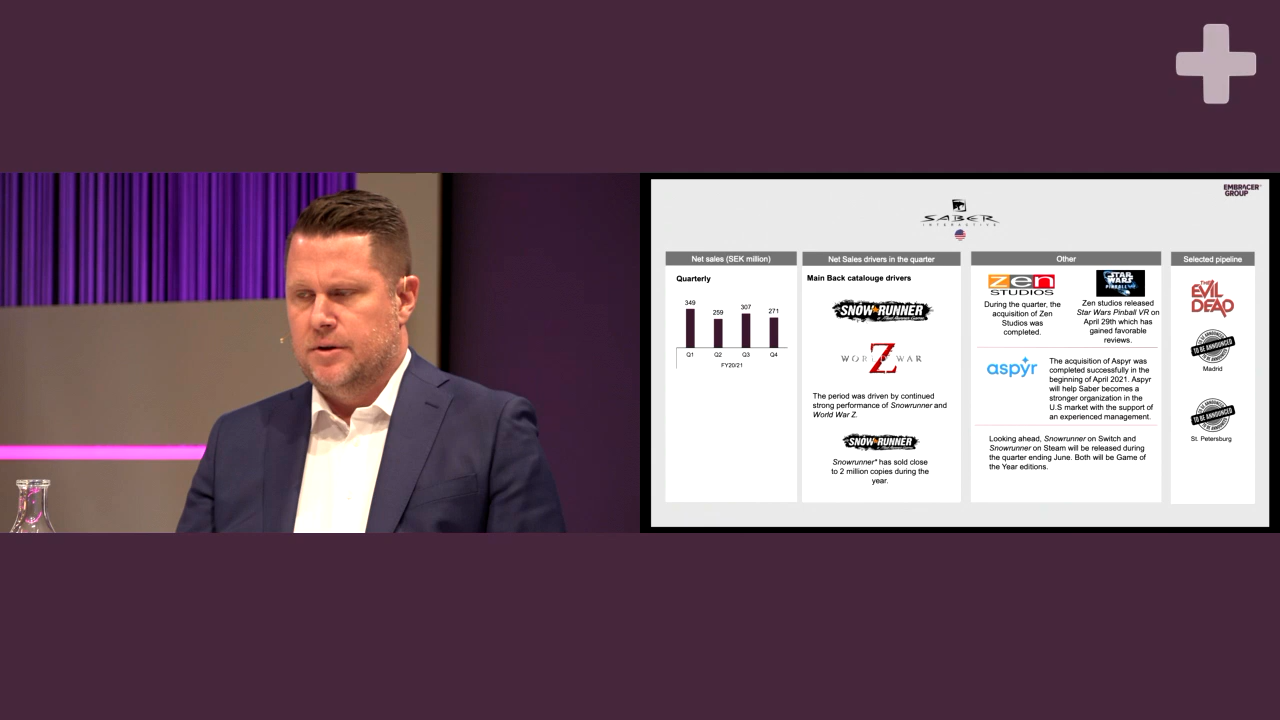 EMBRACER
GROUP
SABER
INTERACTIVE
Net sales (SEK million)
Quarterly
349
259
307
271
Q1
Q2
Q3
Q4
FY20/21
Net Sales drivers in the quarter
Main Back catalouge drivers
SNOWRUNNER
WORLD WAR
Z
The period was driven by continued
strong performance of Snowrunner and
World War Z.
SNOWRUNNER
Snowrunner* has sold close
to 2 million copies during the
year.
Other
zen
STUDIOS
During the quarter, the
acquisition of Zen
Studios was
completed.
STAR
WARS
PINBALL VR
Zen studios released
Star Wars Pinball VR on
April 29th which has
gained favorable
reviews.
aspyr
The acquisition of Aspyr was
completed successfully in the
beginning of April 2021. Aspyr
will help Saber becomes a
stronger organization in the
U.S market with the support of
an experienced management.
Looking ahead, Snowrunner on Switch and
Snowrunner on Steam will be released during
the quarter ending June. Both will be Game of
the Year editions.
Selected pipeline
THE
EVIL
DEAD
TO BE ANNOUNCED
Madrid
TO BE ANNOUNCED
St. Petersburg